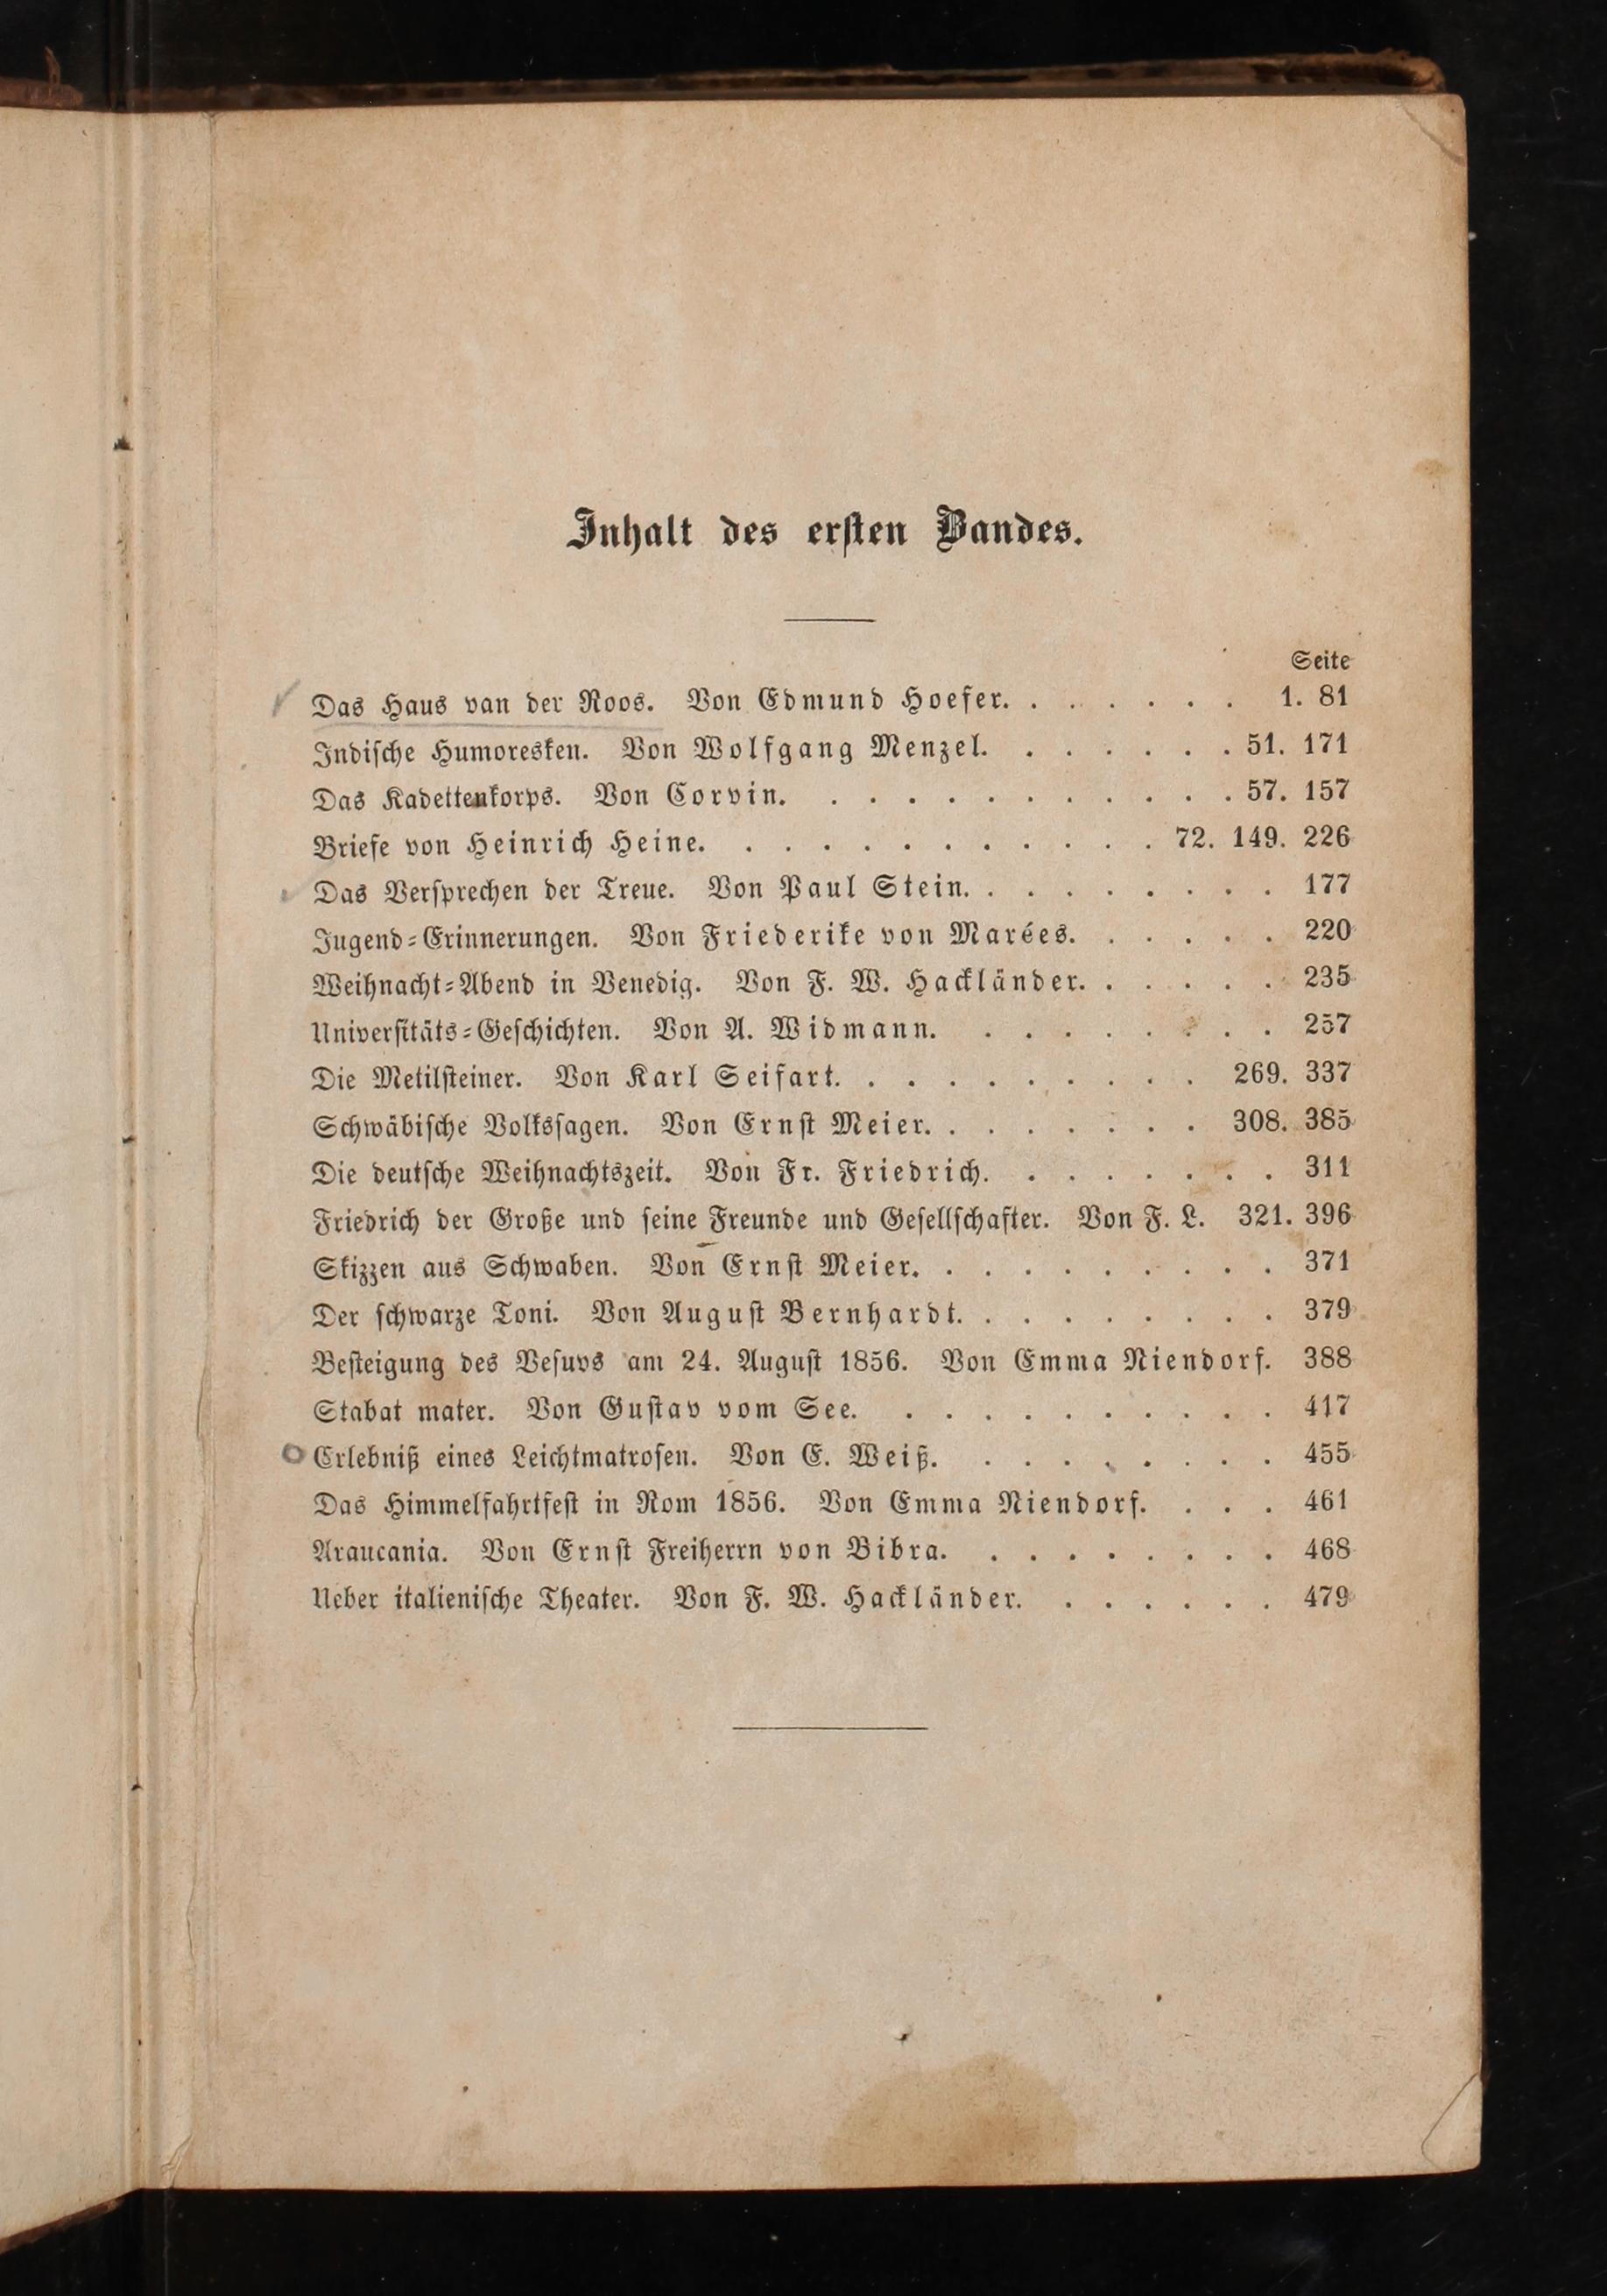 Inhalt des ersten Bandes.
Seite
Das Haus van der Roos. Von Edmund Hoefer. . . . . . . 1. 81
Indische Humoresken. Von Wolfgang Menzel. . . . . . . 51. 171
Das Kadettenkorps. Von Corvin. . . . . . . . . . . . 57. 157
Briefe von Heinrich Heine. . . . . . . . . . . . 72. 149. 226
Das Versprechen der Treue. Von Paul Stein. . . . . . . . . 177
Jugend-Erinnerungen. Von Friederike von Marées. . . . . . 220
Weihnacht-Abend in Venedig. Von F. W. Hackländer. . . . . . 235
Universitäts-Geschichten. Von A. Widmann. . . . . . . . . 257
Die Metilsteiner. Von Karl Seifart. . . . . . . . . . 269. 337
Schwäbische Volkssagen. Von Ernst Meier. . . . . . . . 308. 385
Die deutsche Weihnachtszeit. Von Fr. Friedrich. . . . . . . . 311
Friedrich der Große und seine Freunde und Gesellschafter. Von F. L. 321. 396
Skizzen aus Schwaben. Von Ernst Meier. . . . . . . . . . 371
Der schwarze Toni. Von August Bernhardt. . . . . . . . . 379
Besteigung des Vesuvs am 24. August 1856. Von Emma Niendorf. 388
Stabat mater. Von Gustav vom See. . . . . . . . . . . 417
Erlebniß eines Leichtmatrosen. Von E. Weiß. . . . . . . . . 455
Das Himmelfahrtfest in Rom 1856. Von Emma Niendorf. . . . 461
Araucania. Von Ernst Freiherrn von Bibra. . . . . . . . . 468
Ueber italienische Theater. Von F. W. Hackländer. . . . . . . 479